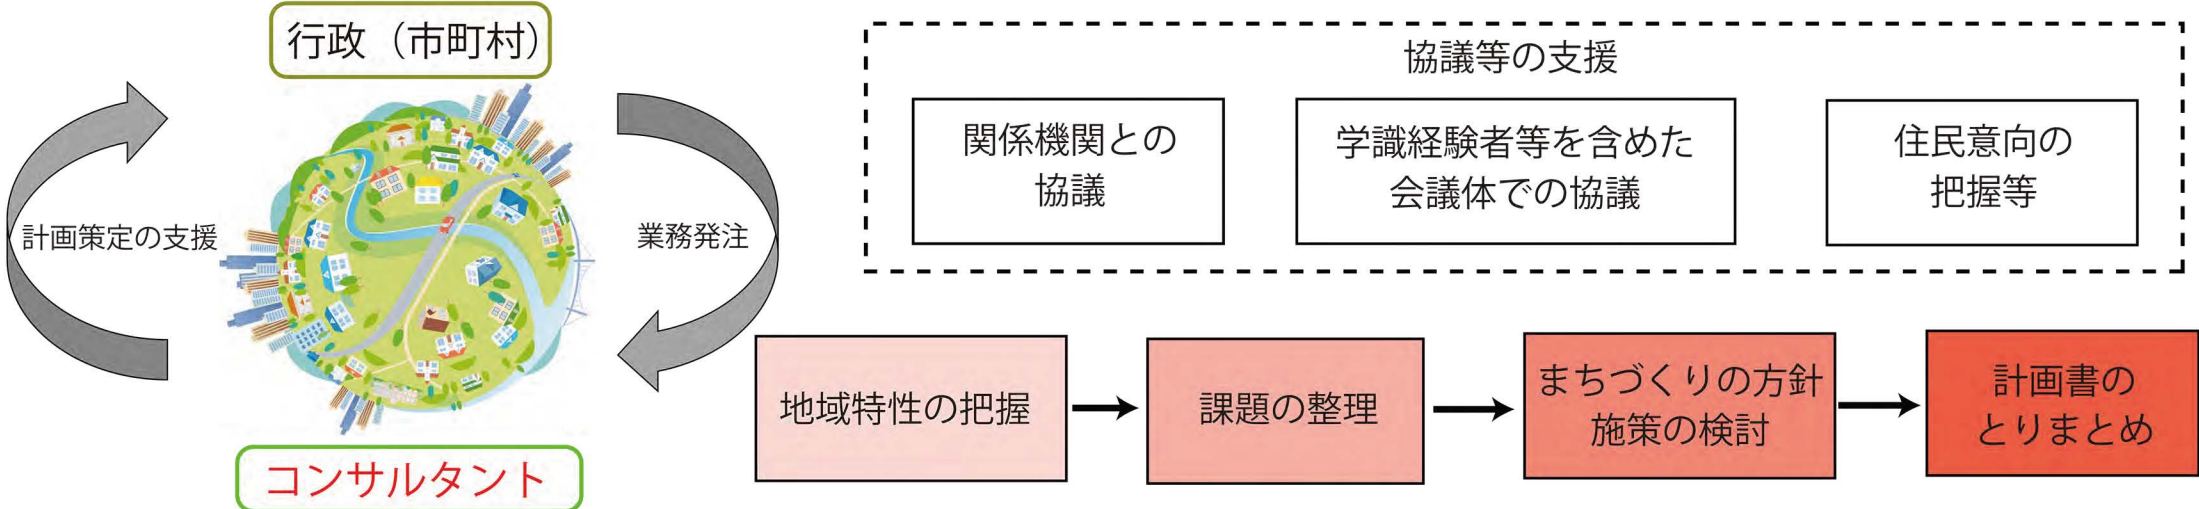 行政（市町村）
計画策定の支援
業務発注
コンサルタント
協議等の支援
関係機関との
協議
学識経験者等を含めた
会議体での協議
住民意向の
把握等
地域特性の把握
課題の整理
まちづくりの方針
施策の検討
計画書の
とりまとめ